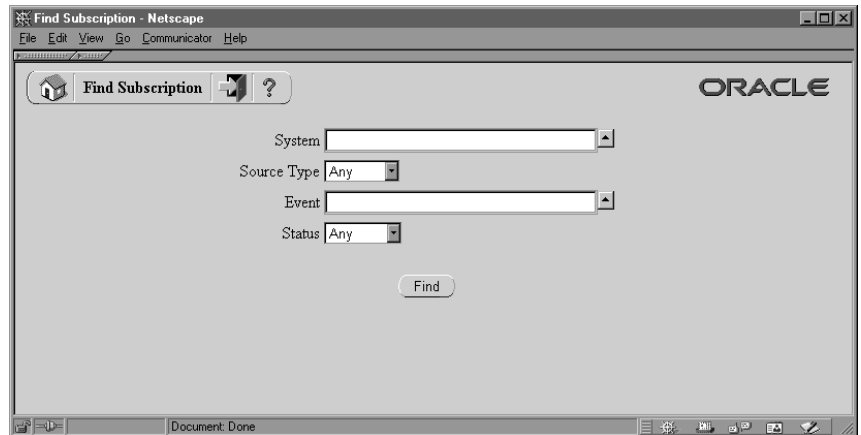 Find Subscription - Netscape
File Edit View Go Communicator Help
Find Subscription ?
ORACLE
System
Source Type Any
Event
Status Any
Find
Document: Done